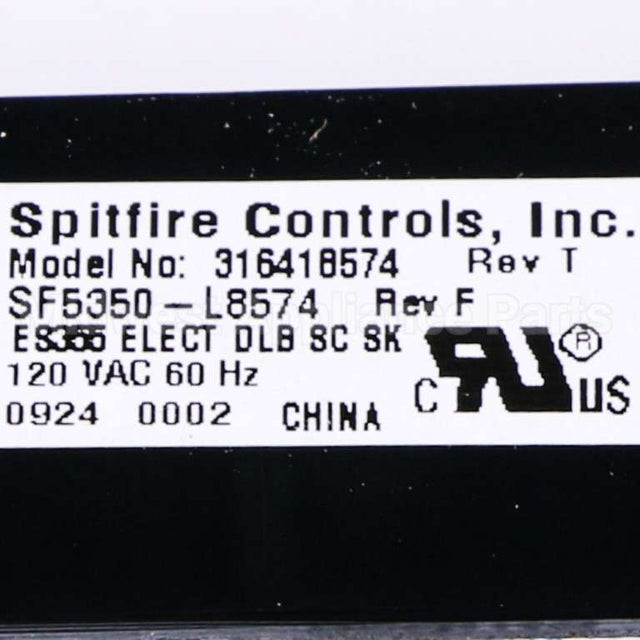 Spitfire Controls, Inc.
Model No: 316418574 Rev T
SF5350-L8574 Rev F
ES355 ELECT DLB SC SK
120 VAC 60 Hz
0924 0002 CHINA
C RU ® US